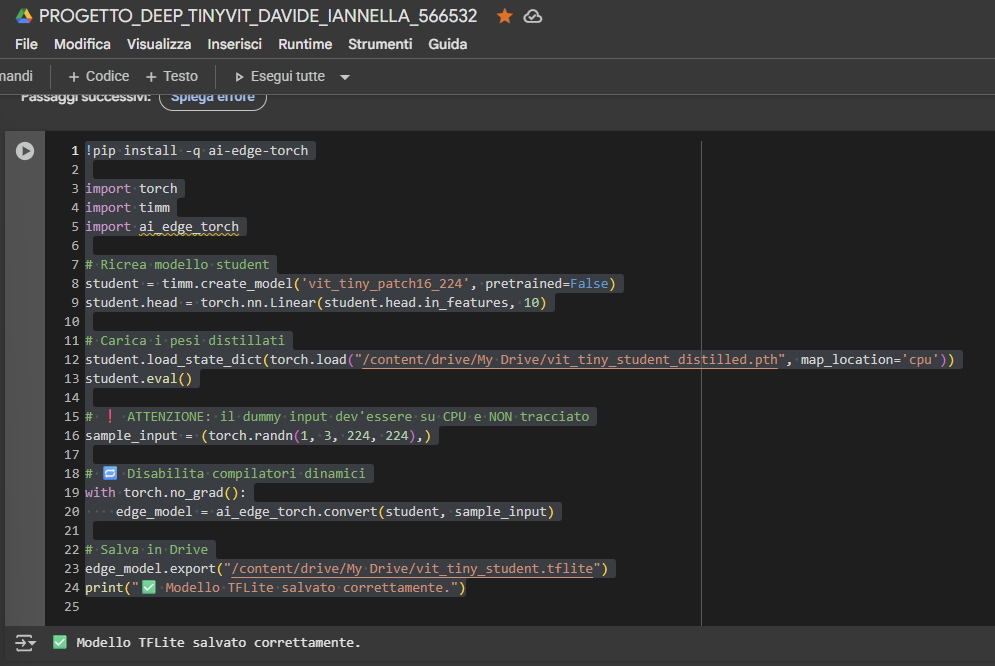 PROGETTO_DEEP_TINYVIT_DAVIDE_IANNELLA_566532
File Modifica Visualizza Inserisci Runtime Strumenti Guida
mandi + Codice + Testo Esegui tutte
Passaggi successivi: Spiega errore
1 !pip install -q ai-edge-torch
2
3 import torch
4 import timm
5 import ai_edge_torch
6
7 # Ricrea modello student
8 student = timm.create_model('vit_tiny_patch16_224', pretrained=False)
9 student.head = torch.nn.Linear(student.head.in_features, 10)
10
11 # Carica i pesi distillati
12 student.load_state_dict(torch.load("/content/drive/My Drive/vit_tiny_student_distilled.pth", map_location='cpu'))
13 student.eval()
14
15 # ❗ ATTENZIONE: il dummy input dev'essere su CPU e NON tracciato
16 sample_input = (torch.randn(1, 3, 224, 224),)
17
18 # 🔁 Disabilita compilatori dinamici
19 with torch.no_grad():
20     edge_model = ai_edge_torch.convert(student, sample_input)
21
22 # Salva in Drive
23 edge_model.export("/content/drive/My Drive/vit_tiny_student.tflite")
24 print("✅ Modello TFLite salvato correttamente.")
25
✅ Modello TFLite salvato correttamente.